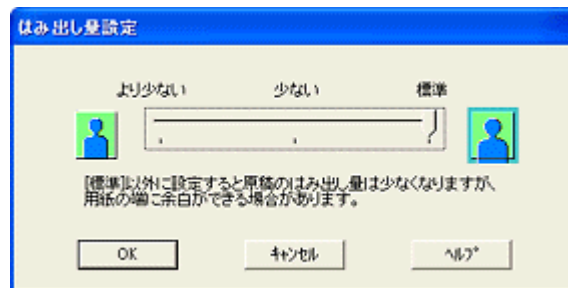 はみ出し量設定
より少ない 少ない 標準
[標準]以外に設定すると原稿のはみ出し量は少なくなりますが、
用紙の端に余白ができる場合があります。
OK ｷｬﾝｾﾙ ﾍﾙﾌﾟ